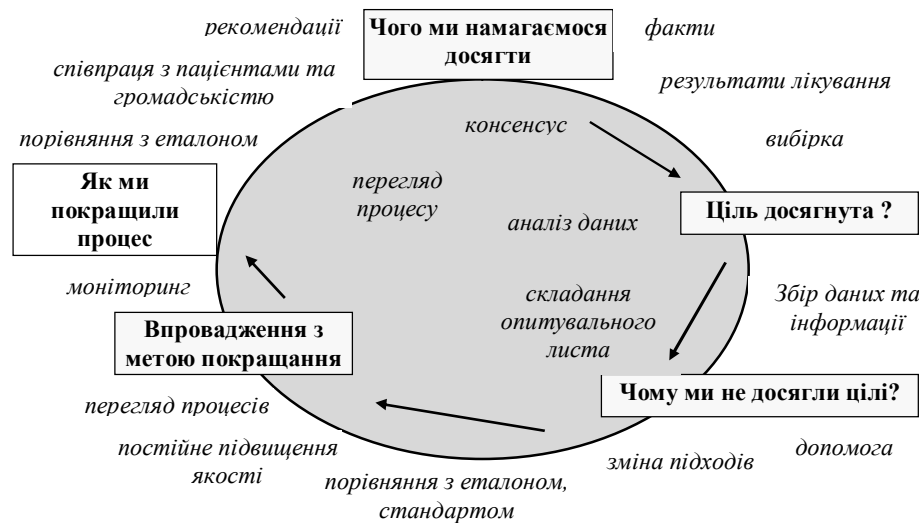 рекомендації
Чого ми намагаємося
досягти
факти
співпраця з пацієнтами та
громадськістю
результати лікування
порівняння з еталоном
консенсус
вибірка
Як ми
покращили
процес
перегляд
процесу
аналіз даних
Ціль досягнута ?
моніторинг
складання
опитувального
листа
Збір даних та
інформації
Впровадження з
метою покращання
Чому ми не досягли цілі?
перегляд процесів
постійне підвищення
якості
порівняння з еталоном,
стандартом
зміна підходів
допомога